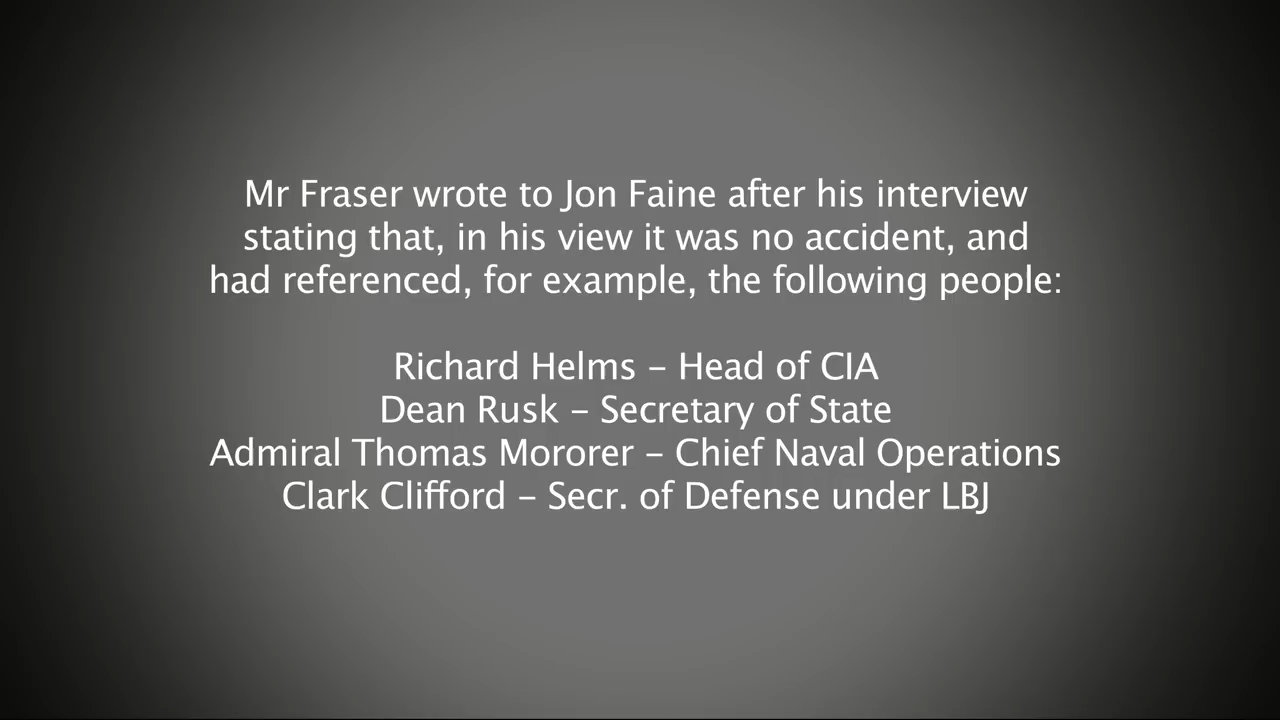 Mr Fraser wrote to Jon Faine after his interview
stating that, in his view it was no accident, and
had referenced, for example, the following people:
Richard Helms – Head of CIA
Dean Rusk – Secretary of State
Admiral Thomas Mororer – Chief Naval Operations
Clark Clifford – Secr. of Defense under LBJ